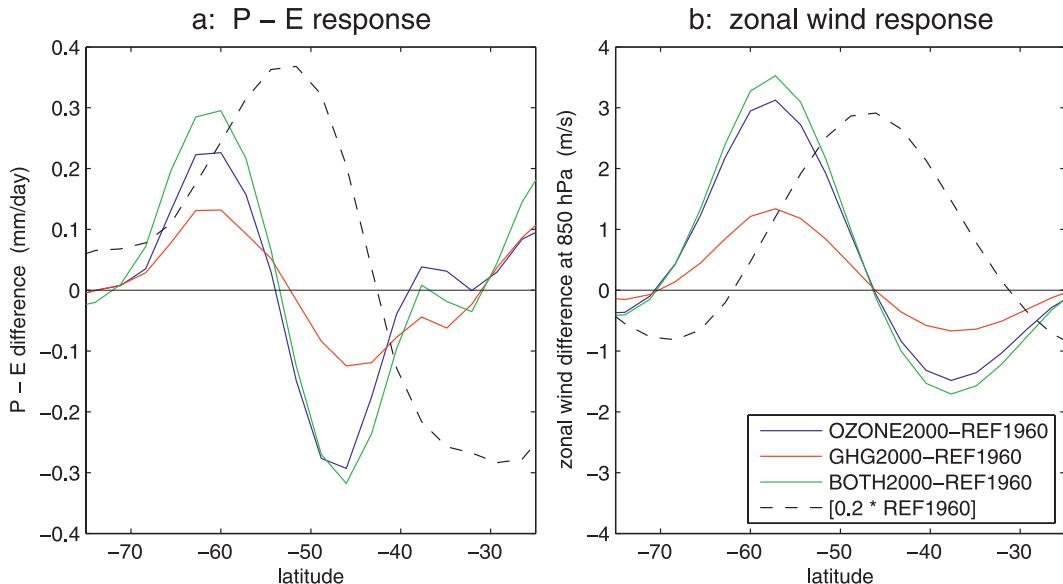 a: P – E response
P – E difference (mm/day)
0.4
0.3
0.2
0.1
0
−0.1
−0.2
−0.3
−0.4
−70
−60
−50
−40
−30
latitude
b: zonal wind response
zonal wind difference at 850 hPa (m/s)
4
3
2
1
0
−1
−2
−3
−4
OZONE2000−REF1960
GHG2000−REF1960
BOTH2000−REF1960
[0.2 * REF1960]
−70
−60
−50
−40
−30
latitude